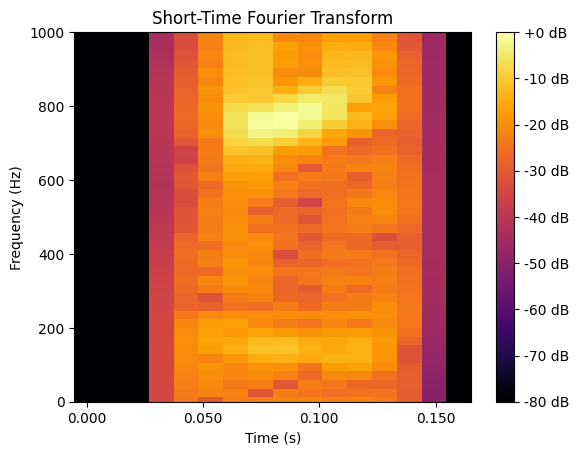 Short-Time Fourier Transform
1000
800
600
400
200
0
Frequency (Hz)
0.000
0.050
0.100
0.150
Time (s)
+0 dB
-10 dB
-20 dB
-30 dB
-40 dB
-50 dB
-60 dB
-70 dB
-80 dB